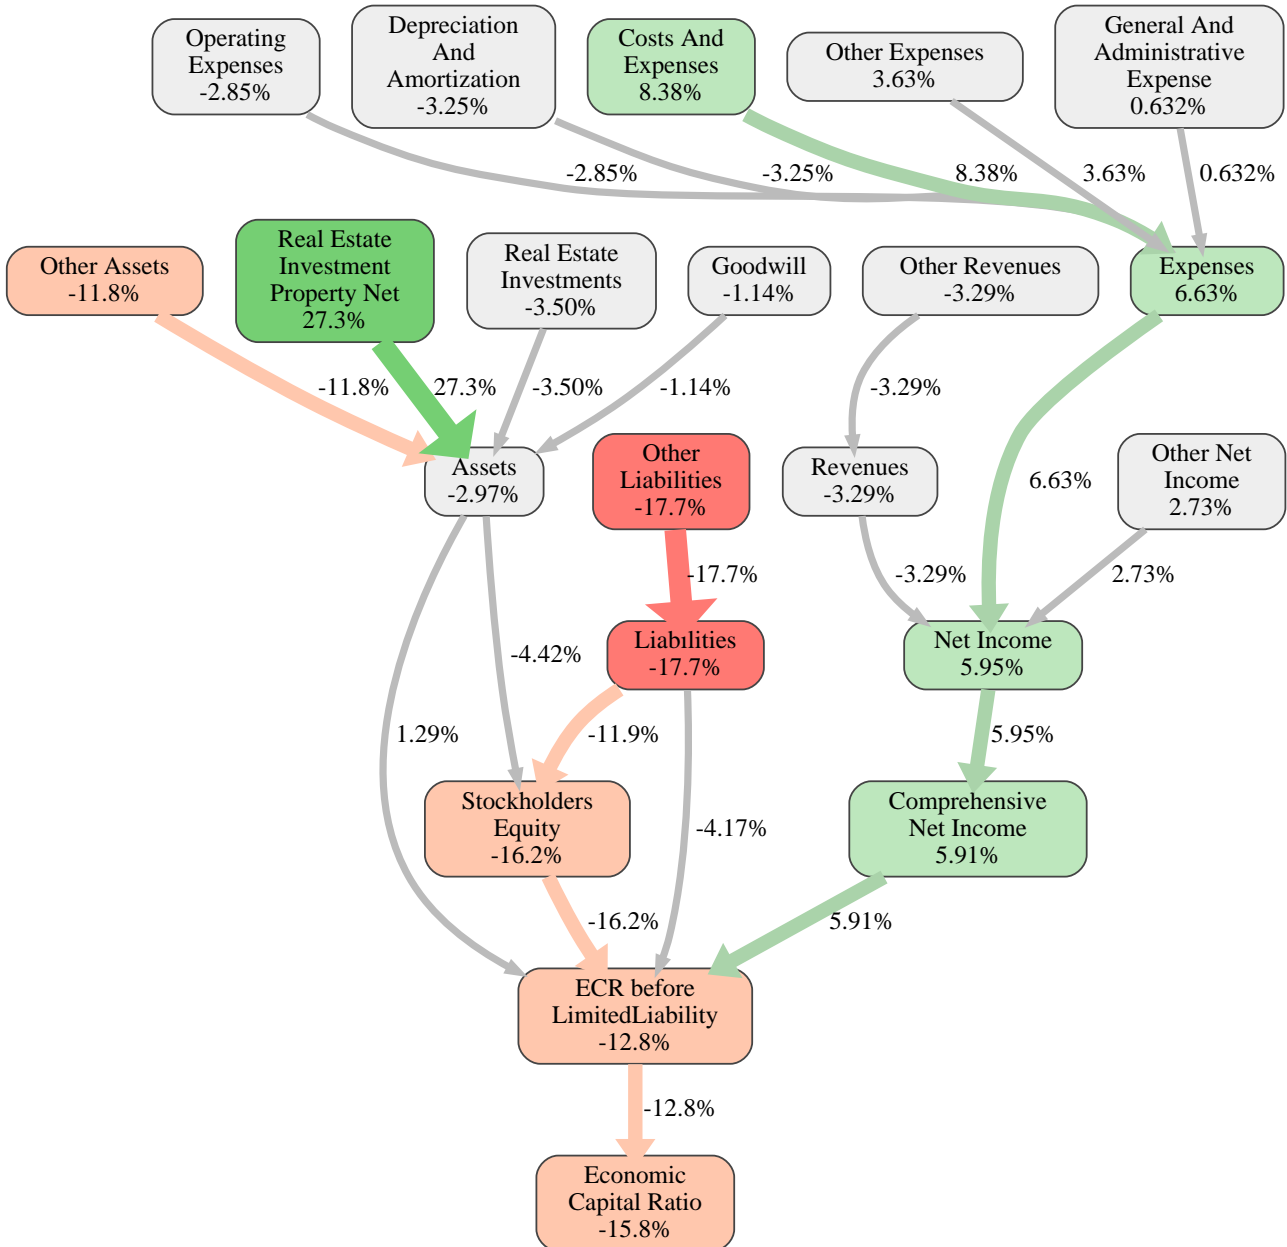 Operating
Expenses
-2.85%
Depreciation
And
Amortization
-3.25%
Costs And
Expenses
8.38%
Other Expenses
3.63%
General And
Administrative
Expense
0.632%
-2.85%
-3.25%
8.38%
3.63%
0.632%
Other Assets
-11.8%
Real Estate
Investment
Property Net
27.3%
Real Estate
Investments
-3.50%
Goodwill
-1.14%
Other Revenues
-3.29%
Expenses
6.63%
-11.8%
27.3%
-3.50%
-1.14%
-3.29%
6.63%
Assets
-2.97%
Other
Liabilities
-17.7%
Revenues
-3.29%
Other Net
Income
2.73%
-17.7%
-3.29%
2.73%
-4.42%
Liabilities
-17.7%
Net Income
5.95%
1.29%
-11.9%
5.95%
Stockholders
Equity
-16.2%
-4.17%
Comprehensive
Net Income
5.91%
-16.2%
5.91%
ECR before
LimitedLiability
-12.8%
-12.8%
Economic
Capital Ratio
-15.8%